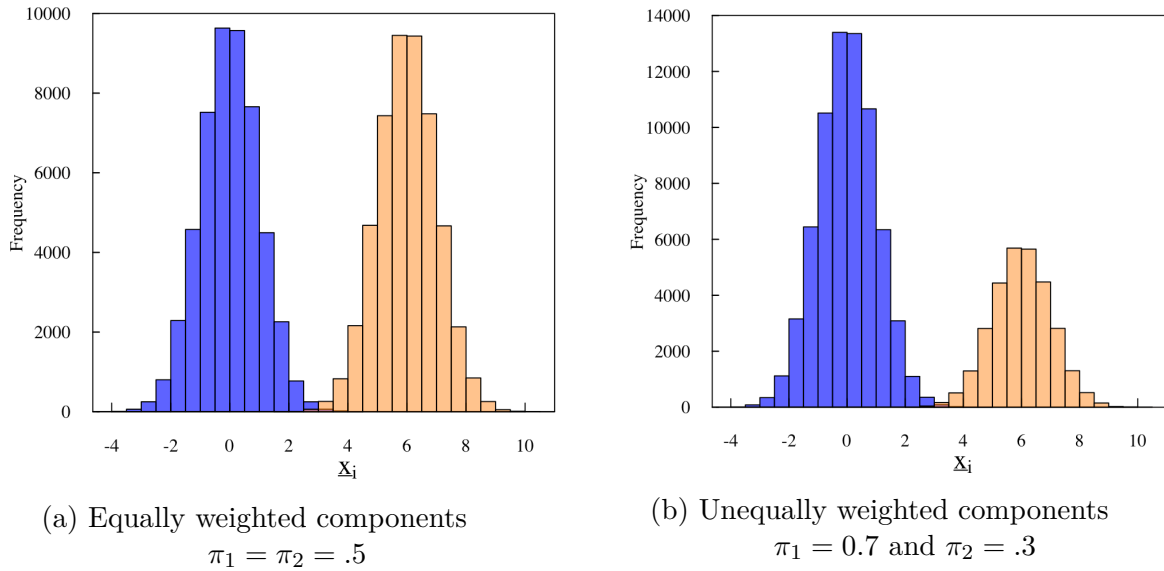 10000
8000
6000
4000
2000
0
Frequency
-4 -2 0 2 4 6 8 10
x_i
(a) Equally weighted components
π₁ = π₂ = .5
14000
12000
10000
8000
6000
4000
2000
0
Frequency
-4 -2 0 2 4 6 8 10
x_i
(b) Unequally weighted components
π₁ = 0.7 and π₂ = .3